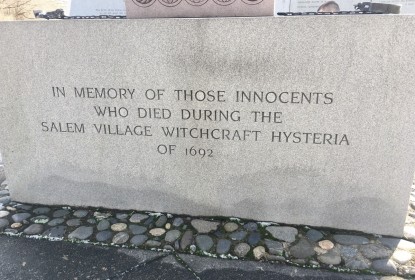 IN MEMORY OF THOSE INNOCENTS
WHO DIED DURING THE
SALEM VILLAGE WITCHCRAFT HYSTERIA
OF 1692